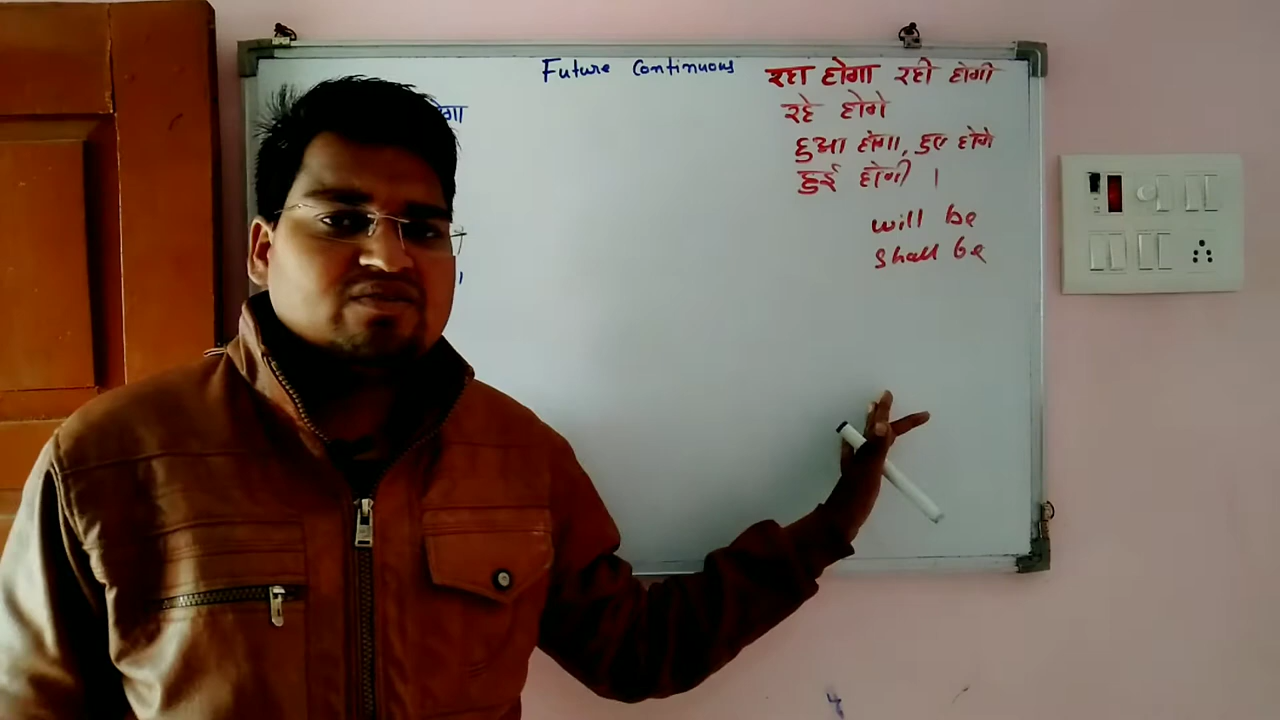 Future Continuous
रहा होगा रही होगी
रहे होगे
हुआ होगा, हुए होगे
हुई होगी ।
will be
Shall be